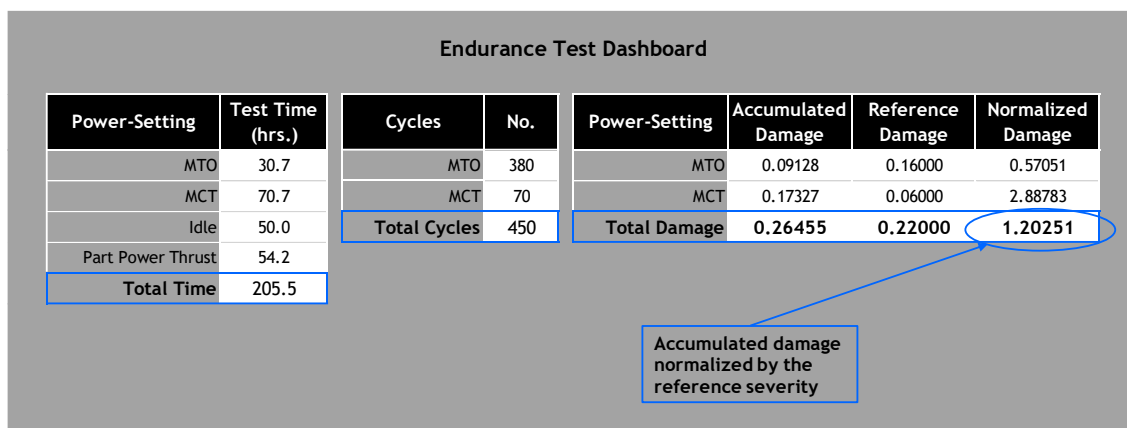 Endurance Test Dashboard
Power-Setting Test Time (hrs.)
MTO 30.7
MCT 70.7
Idle 50.0
Part Power Thrust 54.2
Total Time 205.5
Cycles No.
MTO 380
MCT 70
Total Cycles 450
Power-Setting Accumulated Damage Reference Damage Normalized Damage
MTO 0.09128 0.16000 0.57051
MCT 0.17327 0.06000 2.88783
Total Damage 0.26455 0.22000 1.20251
Accumulated damage
normalized by the
reference severity